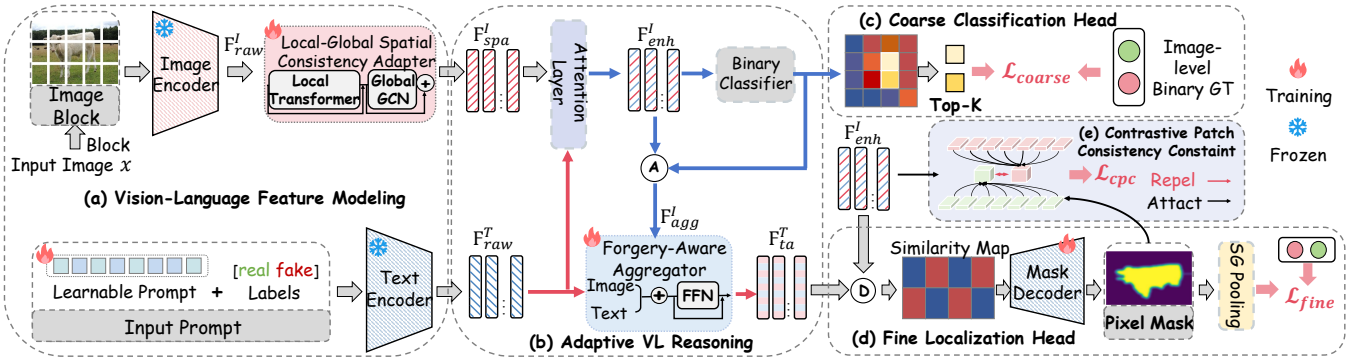 Image
Block
Block
Input Image x
Image
Encoder
F^I_raw
Local-Global Spatial
Consistency Adapter
Local
Transformer
Global
GCN
+
(a) Vision-Language Feature Modeling
Learnable Prompt
+
[real fake]
Labels
Input Prompt
Text
Encoder
F^I_spa
Attention
Layer
F^I_enh
Binary
Classifier
A
F^I_agg
F^T_raw
Forgery-Aware
Aggregator
Image
Text
+
FFN
F^T_ta
(b) Adaptive VL Reasoning
(c) Coarse Classification Head
Top-K
ℒ_coarse
Image-
level
Binary GT
Training
Frozen
F^I_enh
(e) Contrastive Patch
Consistency Constaint
ℒ_cpc
Repel
Attact
D
Similarity Map
Mask
Decoder
Pixel Mask
SG Pooling
ℒ_fine
(d) Fine Localization Head